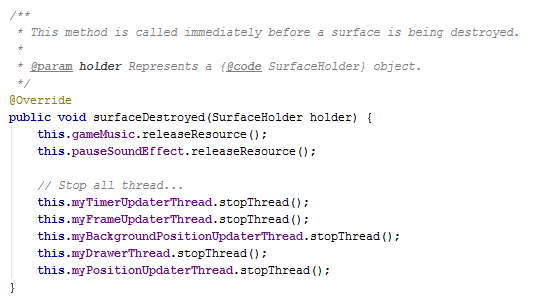 /**
 * This method is called immediately before a surface is being destroyed.
 *
 * @param holder Represents a {@code SurfaceHolder} object.
 */
@Override
public void surfaceDestroyed(SurfaceHolder holder) {
    this.gameMusic.releaseResource();
    this.pauseSoundEffect.releaseResource();

    // Stop all thread...
    this.myTimerUpdaterThread.stopThread();
    this.myFrameUpdaterThread.stopThread();
    this.myBackgroundPositionUpdaterThread.stopThread();
    this.myDrawerThread.stopThread();
    this.myPositionUpdaterThread.stopThread();
}